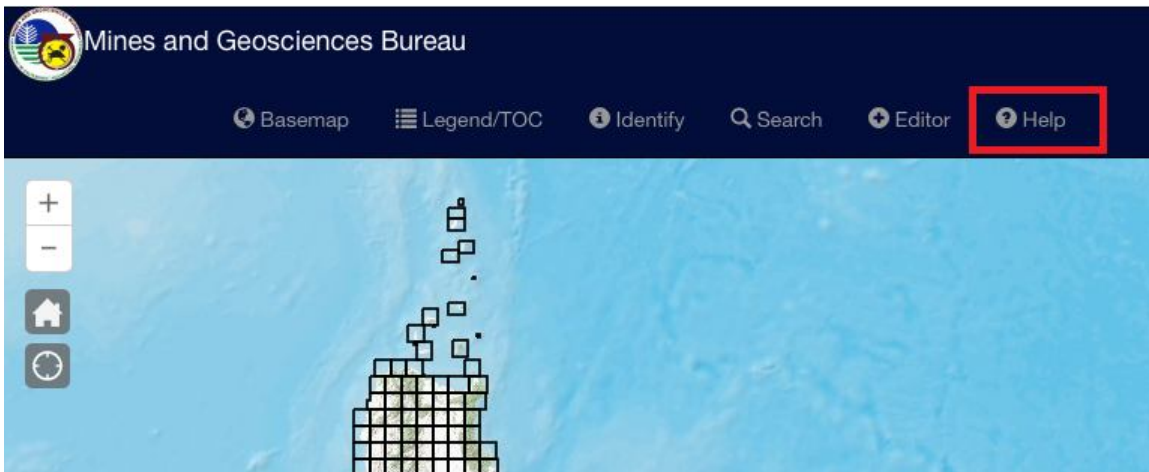 Mines and Geosciences Bureau
Basemap Legend/TOC Identify Search Editor Help
+
−